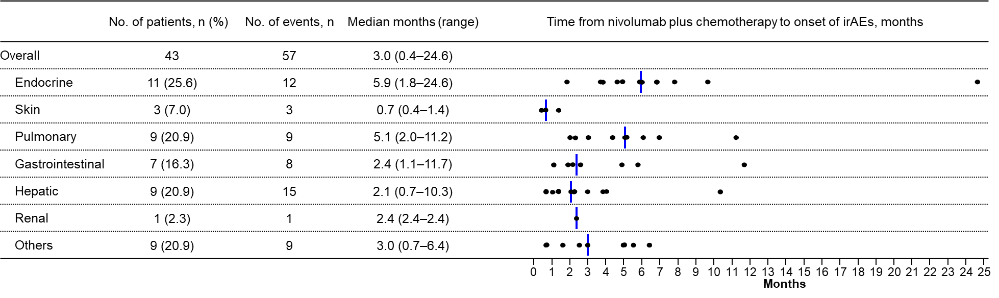 No. of patients, n (%) No. of events, n Median months (range) Time from nivolumab plus chemotherapy to onset of irAEs, months
Overall 43 57 3.0 (0.4–24.6)
Endocrine 11 (25.6) 12 5.9 (1.8–24.6)
Skin 3 (7.0) 3 0.7 (0.4–1.4)
Pulmonary 9 (20.9) 9 5.1 (2.0–11.2)
Gastrointestinal 7 (16.3) 8 2.4 (1.1–11.7)
Hepatic 9 (20.9) 15 2.1 (0.7–10.3)
Renal 1 (2.3) 1 2.4 (2.4–2.4)
Others 9 (20.9) 9 3.0 (0.7–6.4)
0 1 2 3 4 5 6 7 8 9 10 11 12 13 14 15 16 17 18 19 20 21 22 23 24 25
Months